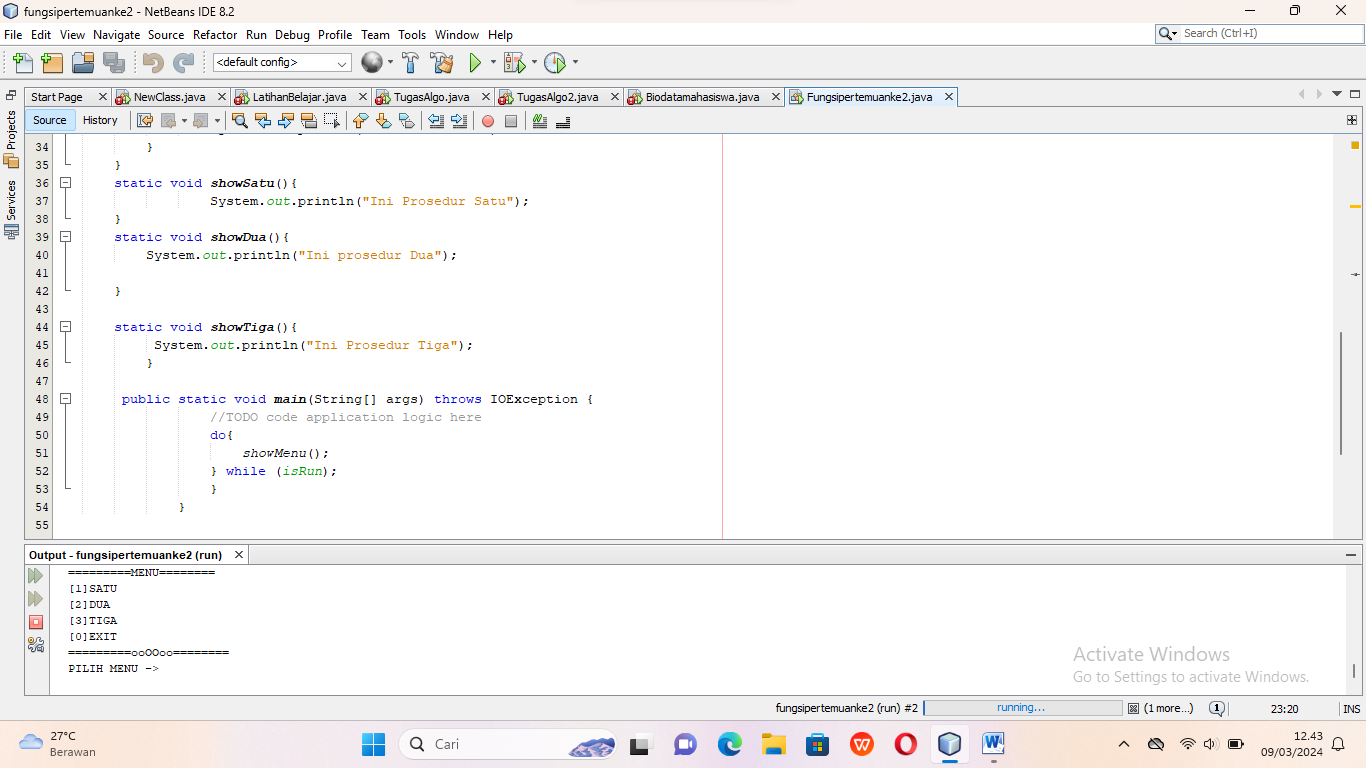 fungsipertemuanke2 - NetBeans IDE 8.2
File Edit View Navigate Source Refactor Run Debug Profile Team Tools Window Help
Search (Ctrl+I)
<default config>
Start Page NewClass.java LatihanBelajar.java TugasAlgo.java TugasAlgo2.java Biodatamahasiswa.java Fungsipertemuanke2.java
Projects
Services
Source History
34 }
35 }
36 static void showSatu(){
37 System.out.println("Ini Prosedur Satu");
38 }
39 static void showDua(){
40 System.out.println("Ini prosedur Dua");
41
42 }
43
44 static void showTiga(){
45 System.out.println("Ini Prosedur Tiga");
46 }
47
48 public static void main(String[] args) throws IOException {
49 //TODO code application logic here
50 do{
51 showMenu();
52 } while (isRun);
53 }
54 }
55
Output - fungsipertemuanke2 (run)
=========MENU========
[1]SATU
[2]DUA
[3]TIGA
[0]EXIT
=========ooOOoo========
PILIH MENU ->
Activate Windows
Go to Settings to activate Windows.
fungsipertemuanke2 (run) #2 running... (1 more...) 1 23:20 INS
27°C
Berawan
Cari
12.43
09/03/2024